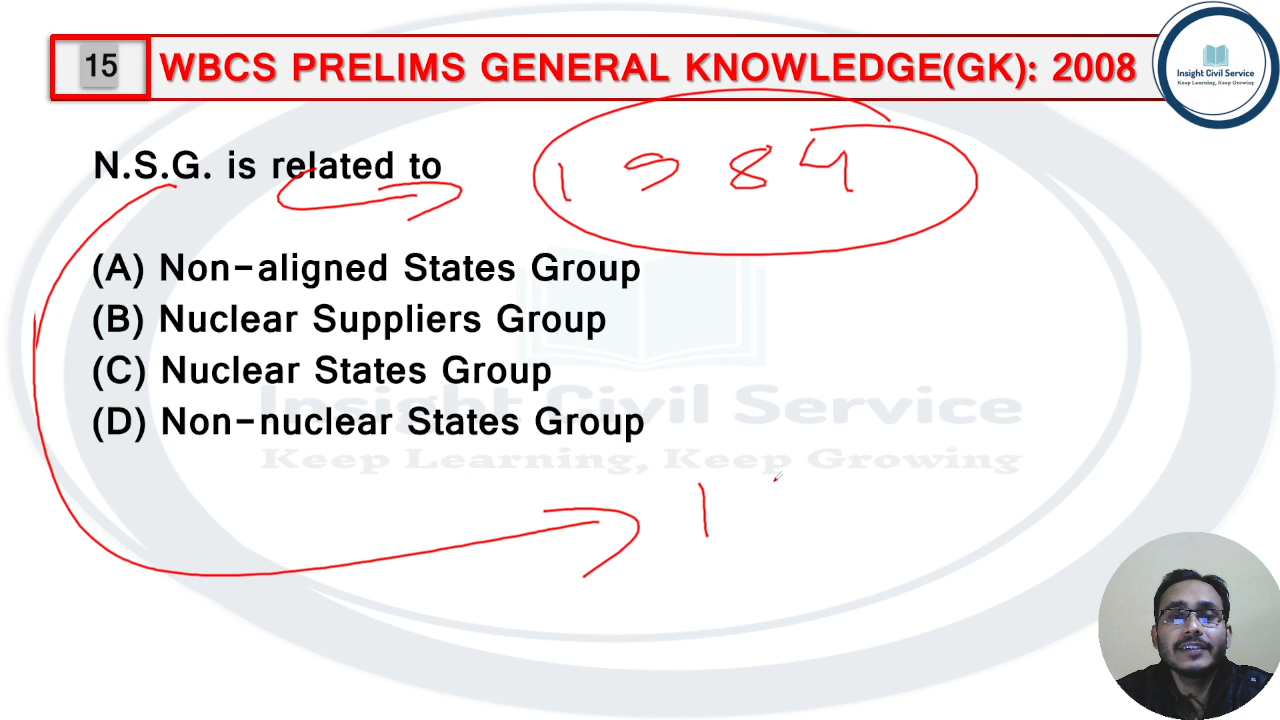 15
WBCS PRELIMS GENERAL KNOWLEDGE(GK): 2008
Insight Civil Service
Keep Learning, Keep Growing
N.S.G. is related to
1984
(A) Non-aligned States Group
(B) Nuclear Suppliers Group
(C) Nuclear States Group
(D) Non-nuclear States Group
Insight Civil Service
Keep Learning, Keep Growing
1